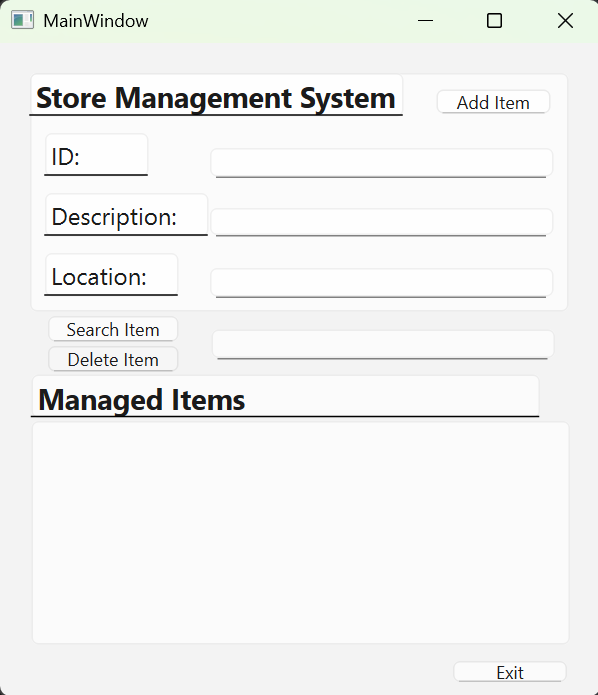 MainWindow
Store Management System
Add Item
ID:
Description:
Location:
Search Item
Delete Item
Managed Items
Exit